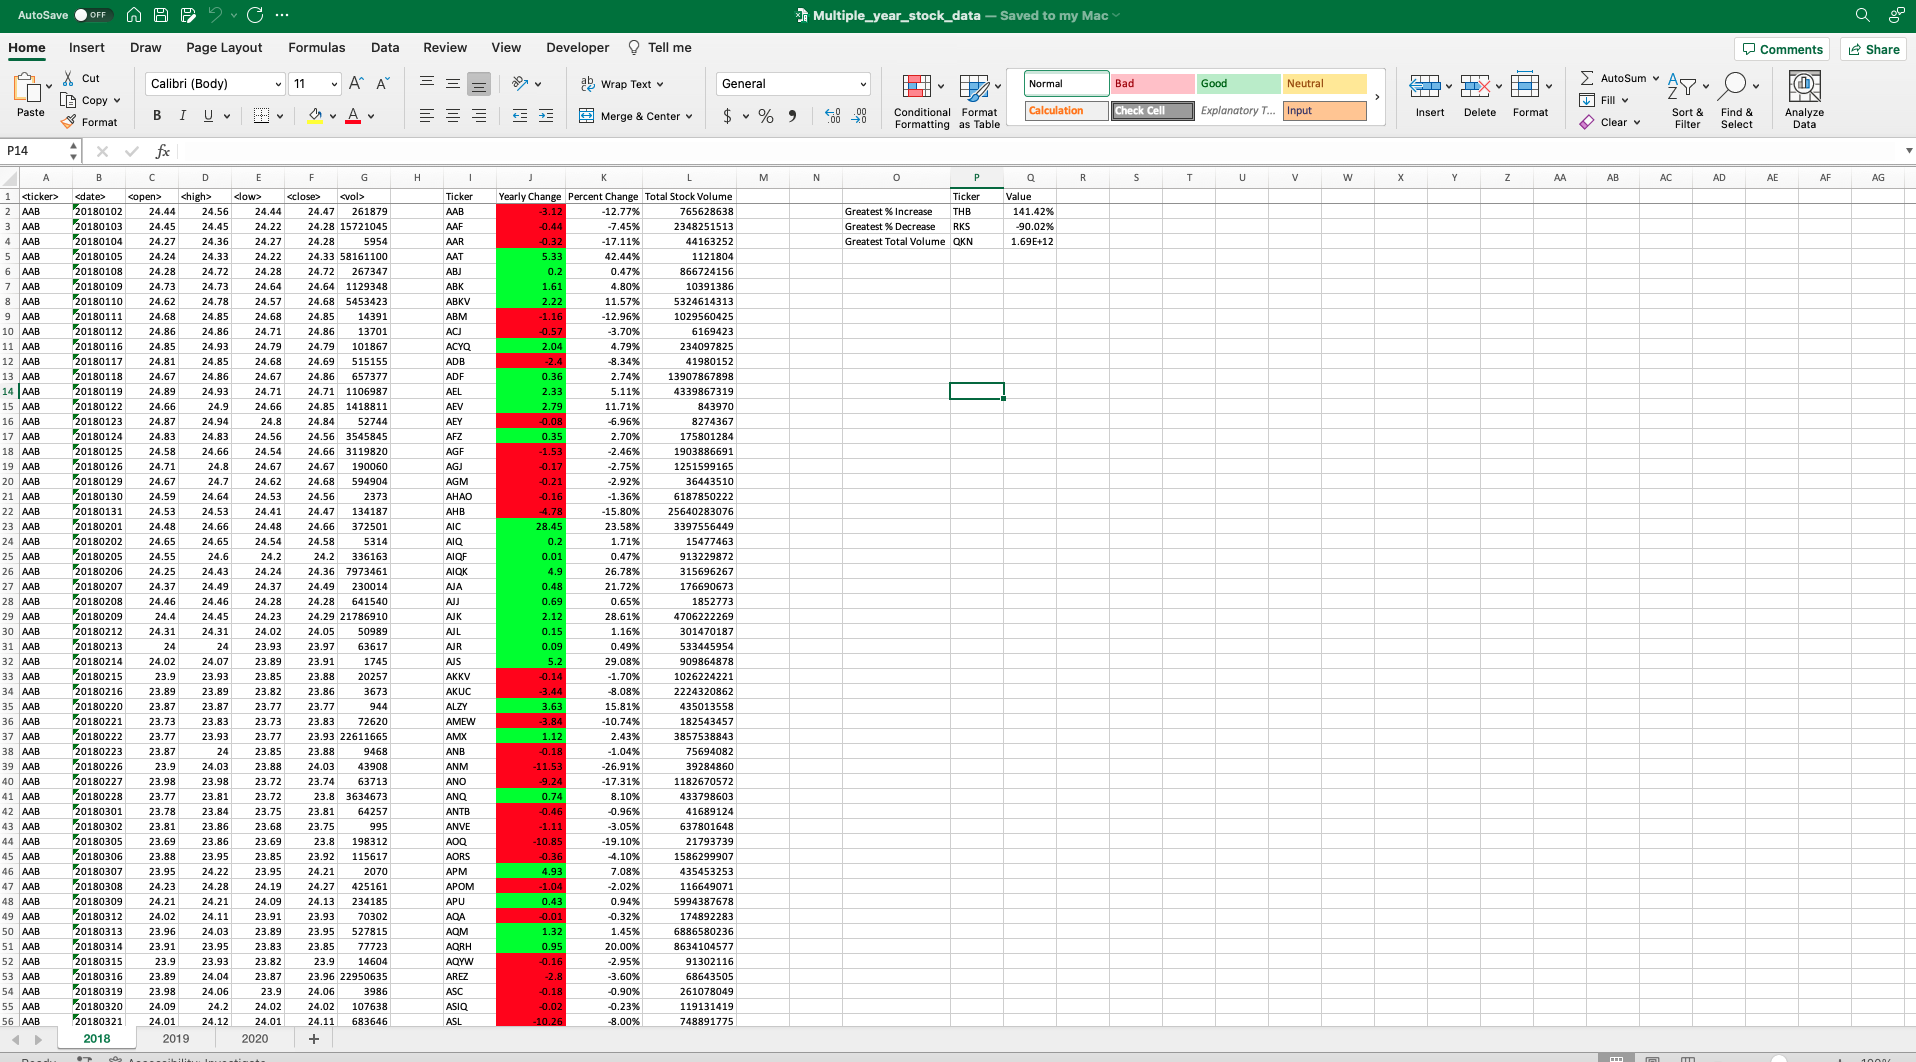 AutoSave OFF Multiple_year_stock_data — Saved to my Mac
Home Insert Draw Page Layout Formulas Data Review View Developer Tell me Comments Share
Paste Cut Copy Format Calibri (Body) 11 Wrap Text Merge & Center General Conditional Formatting Format as Table Normal Bad Good Neutral Calculation Check Cell Explanatory T... Input Insert Delete Format AutoSum Fill Clear Sort & Filter Find & Select Analyze Data
P14 fx
A B C D E F G H I J K L M N O P Q R S T U V W X Y Z AA AB AC AD AE AF AG
1 <ticker> <date> <open> <high> <low> <close> <vol> Ticker Yearly Change Percent Change Total Stock Volume Ticker Value
2 AAB 20180102 24.44 24.56 24.44 24.47 261879 AAB -3.12 -12.77% 765628638 Greatest % Increase THB 141.42%
3 AAB 20180103 24.45 24.45 24.22 24.28 15721045 AAF -0.44 -7.45% 2348251513 Greatest % Decrease RKS -90.02%
4 AAB 20180104 24.27 24.36 24.27 24.28 5954 AAR -0.32 -17.11% 44163252 Greatest Total Volume QKN 1.69E+12
5 AAB 20180105 24.24 24.33 24.22 24.33 58161100 AAT 5.33 42.44% 1121804
6 AAB 20180108 24.28 24.72 24.28 24.72 267347 ABJ 0.2 0.47% 866724156
7 AAB 20180109 24.73 24.73 24.64 24.64 1129348 ABK 1.61 4.80% 10391386
8 AAB 20180110 24.62 24.78 24.57 24.68 5453423 ABKV 2.22 11.57% 5324614313
9 AAB 20180111 24.68 24.85 24.68 24.85 14391 ABM -1.16 -12.96% 1029560425
10 AAB 20180112 24.86 24.86 24.71 24.86 13701 ACJ -0.57 -3.70% 6169423
11 AAB 20180116 24.85 24.93 24.79 24.79 101867 ACYQ 2.04 4.79% 234097825
12 AAB 20180117 24.81 24.85 24.68 24.69 515155 ADB -2.4 -8.34% 41980152
13 AAB 20180118 24.67 24.86 24.67 24.86 657377 ADF 0.36 2.74% 13907867898
14 AAB 20180119 24.89 24.93 24.71 24.71 1106987 AEL 2.33 5.11% 4339867319
15 AAB 20180122 24.66 24.9 24.66 24.85 1418811 AEV 2.79 11.71% 843970
16 AAB 20180123 24.87 24.94 24.8 24.84 52744 AEY -0.08 -6.96% 8274367
17 AAB 20180124 24.83 24.83 24.56 24.56 3545845 AFZ 0.35 2.70% 175801284
18 AAB 20180125 24.58 24.66 24.54 24.66 3119820 AGF -1.53 -2.46% 1903886691
19 AAB 20180126 24.71 24.8 24.67 24.67 190060 AGJ -0.17 -2.75% 1251599165
20 AAB 20180129 24.67 24.7 24.62 24.68 594904 AGM -0.21 -2.92% 36443510
21 AAB 20180130 24.59 24.64 24.53 24.56 2373 AHAO -0.16 -1.36% 6187850222
22 AAB 20180131 24.53 24.53 24.41 24.47 134187 AHB -4.78 -15.80% 25640283076
23 AAB 20180201 24.48 24.66 24.48 24.66 372501 AIC 28.45 23.58% 3397556449
24 AAB 20180202 24.65 24.65 24.54 24.58 5314 AIQ 0.2 1.71% 15477463
25 AAB 20180205 24.55 24.6 24.2 24.2 336163 AIQF 0.01 0.47% 913229872
26 AAB 20180206 24.25 24.43 24.24 24.36 7973461 AIQK 4.9 26.78% 315696267
27 AAB 20180207 24.37 24.49 24.37 24.49 230014 AJA 0.48 21.72% 176690673
28 AAB 20180208 24.46 24.46 24.28 24.28 641540 AJJ 0.69 0.65% 1852773
29 AAB 20180209 24.4 24.45 24.23 24.29 21786910 AJK 2.12 28.61% 4706222269
30 AAB 20180212 24.31 24.31 24.02 24.05 50989 AJL 0.15 1.16% 301470187
31 AAB 20180213 24 24 23.93 23.97 63617 AJR 0.09 0.49% 533445954
32 AAB 20180214 24.02 24.07 23.89 23.91 1745 AJS 5.2 29.08% 909864878
33 AAB 20180215 23.9 23.93 23.85 23.88 20257 AKKV -0.14 -1.70% 1026224221
34 AAB 20180216 23.89 23.89 23.82 23.86 3673 AKUC -3.44 -8.08% 2224320862
35 AAB 20180220 23.87 23.87 23.77 23.77 944 ALZY 3.63 15.81% 435013558
36 AAB 20180221 23.73 23.83 23.73 23.83 72620 AMEW -3.84 -10.74% 182543457
37 AAB 20180222 23.77 23.93 23.77 23.93 22611665 AMX 1.12 2.43% 3857538843
38 AAB 20180223 23.87 24 23.85 23.88 9468 ANB -0.18 -1.04% 75694082
39 AAB 20180226 23.9 24.03 23.88 24.03 43908 ANM -11.53 -26.91% 39284860
40 AAB 20180227 23.98 23.98 23.72 23.74 63713 ANO -9.24 -17.31% 1182670572
41 AAB 20180228 23.77 23.81 23.72 23.8 3634673 ANQ 0.74 8.10% 433798603
42 AAB 20180301 23.78 23.84 23.75 23.81 64257 ANTB -0.46 -0.96% 41689124
43 AAB 20180302 23.81 23.86 23.68 23.75 995 ANVE -1.11 -3.05% 637801648
44 AAB 20180305 23.69 23.86 23.69 23.8 198312 AOQ -10.85 -19.10% 21793739
45 AAB 20180306 23.88 23.95 23.85 23.92 115617 AORS -0.36 -4.10% 1586299907
46 AAB 20180307 23.95 24.22 23.95 24.21 2070 APM 4.93 7.08% 435453253
47 AAB 20180308 24.23 24.28 24.19 24.27 425161 APOM -1.04 -2.02% 116649071
48 AAB 20180309 24.21 24.21 24.09 24.13 234185 APU 0.43 0.94% 5994387678
49 AAB 20180312 24.02 24.11 23.91 23.93 70302 AQA -0.01 -0.32% 174892283
50 AAB 20180313 23.96 24.03 23.89 23.95 527815 AQM 1.32 1.45% 6886580236
51 AAB 20180314 23.91 23.95 23.83 23.85 77723 AQRH 0.95 20.00% 8634104577
52 AAB 20180315 23.9 23.93 23.82 23.9 14604 AQYW -0.16 -2.95% 91302116
53 AAB 20180316 23.89 24.04 23.87 23.96 22950635 AREZ -2.8 -3.60% 68643505
54 AAB 20180319 23.98 24.06 23.9 24.06 3986 ASC -0.18 -0.90% 261078049
55 AAB 20180320 24.09 24.2 24.02 24.02 107638 ASIQ -0.02 -0.23% 119131419
56 AAB 20180321 24.01 24.12 24.01 24.11 683646 ASL -10.26 -8.00% 748891775
2018 2019 2020 +